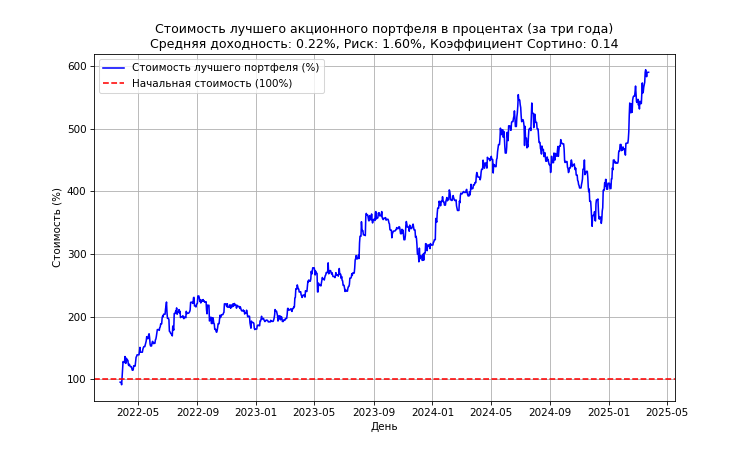 Стоимость лучшего акционного портфеля в процентах (за три года)
Средняя доходность: 0.22%, Риск: 1.60%, Коэффициент Сортино: 0.14
Стоимость лучшего портфеля (%)
Начальная стоимость (100%)
Стоимость (%)
600
500
400
300
200
100
2022-05 2022-09 2023-01 2023-05 2023-09 2024-01 2024-05 2024-09 2025-01 2025-05
День